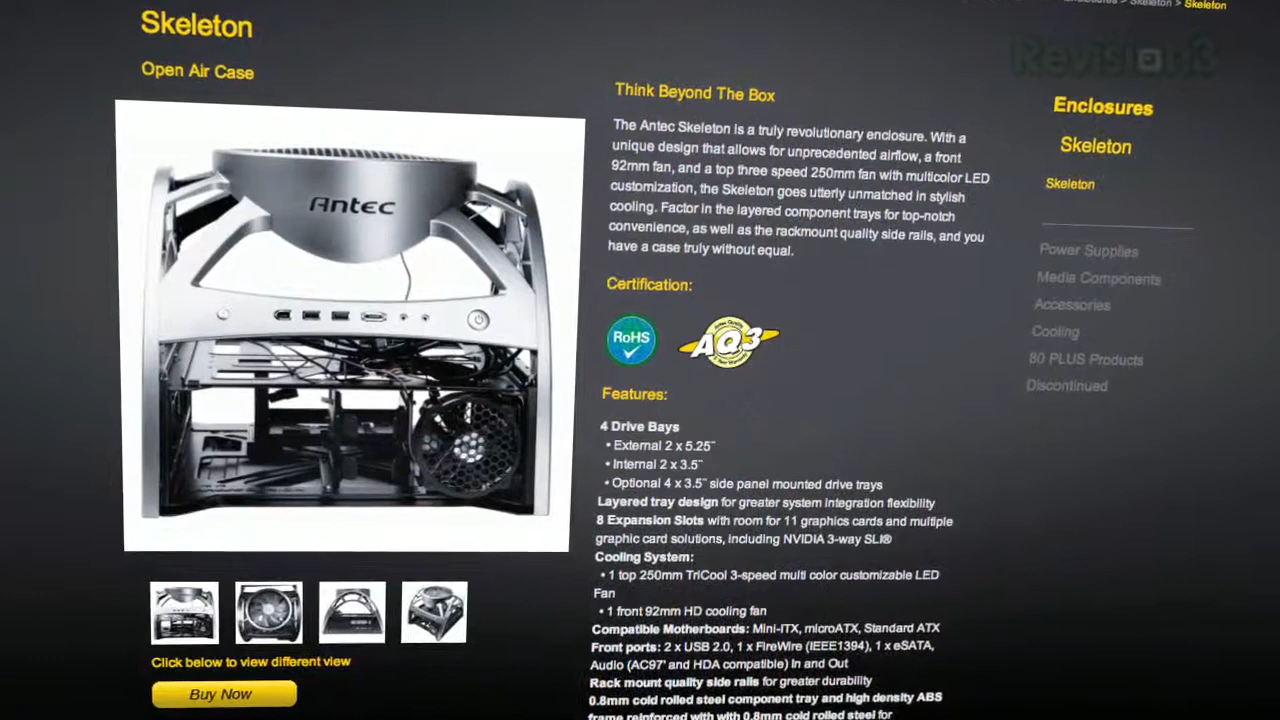 Skeleton > Skeleton
Skeleton
Open Air Case
Revision3
Antec
Think Beyond The Box
The Antec Skeleton is a truly revolutionary enclosure. With a
unique design that allows for unprecedented airflow, a front
92mm fan, and a top three speed 250mm fan with multicolor LED
customization, the Skeleton goes utterly unmatched in stylish
cooling. Factor in the layered component trays for top-notch
convenience, as well as the rackmount quality side rails, and you
have a case truly without equal.
Certification:
RoHS
Antec Quality
AQ3
3 Year Warranty
Features:
4 Drive Bays
• External 2 x 5.25¨
• Internal 2 x 3.5¨
• Optional 4 x 3.5¨ side panel mounted drive trays
Layered tray design for greater system integration flexibility
8 Expansion Slots with room for 11 graphics cards and multiple
graphic card solutions, including NVIDIA 3-way SLI®
Cooling System:
• 1 top 250mm TriCool 3-speed multi color customizable LED
Fan
• 1 front 92mm HD cooling fan
Compatible Motherboards: Mini-ITX, microATX, Standard ATX
Front ports: 2 x USB 2.0, 1 x FireWire (IEEE1394), 1 x eSATA,
Audio (AC97' and HDA compatible) In and Out
Rack mount quality side rails for greater durability
0.8mm cold rolled steel component tray and high density ABS
frame reinforced with with 0.8mm cold rolled steel for
Click below to view different view
Buy Now
Enclosures
Skeleton
Skeleton
Power Supplies
Media Components
Accessories
Cooling
80 PLUS Products
Discontinued